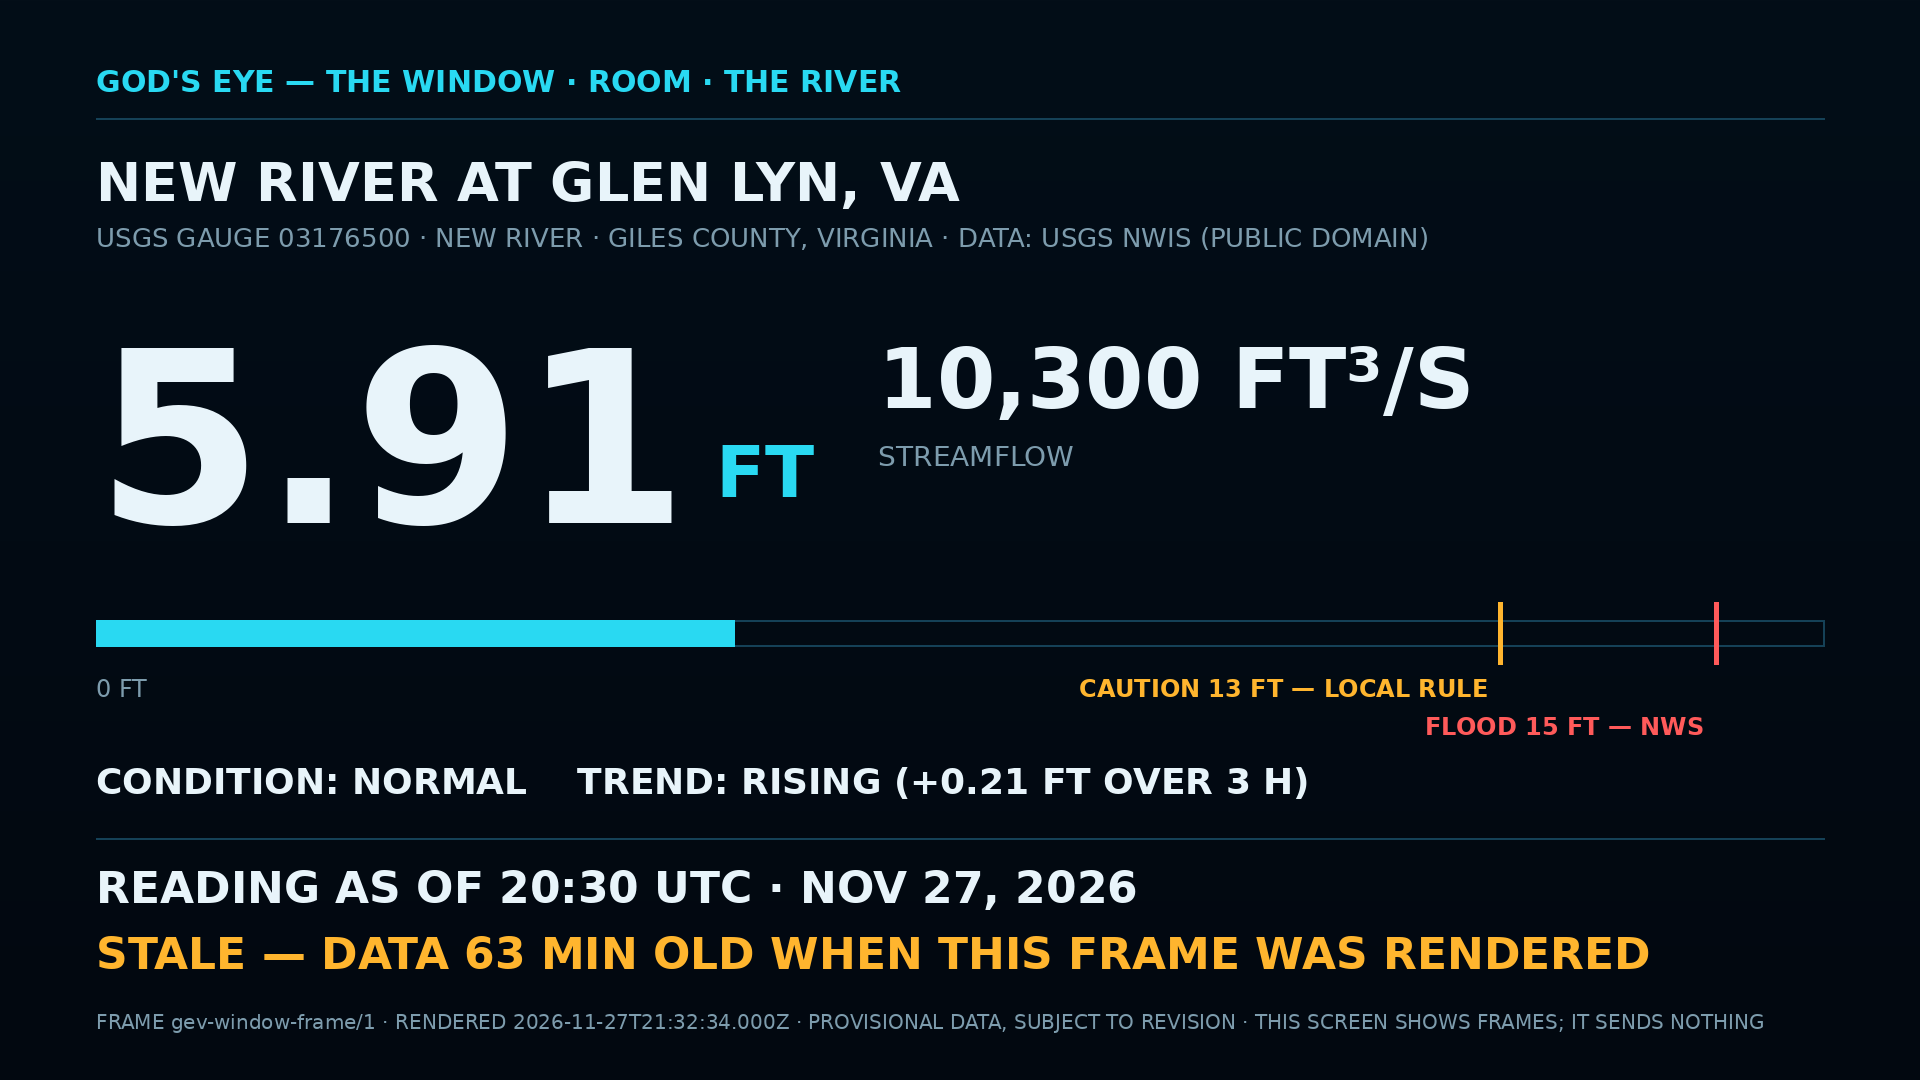 GOD'S EYE — THE WINDOW · ROOM · THE RIVER
NEW RIVER AT GLEN LYN, VA
USGS GAUGE 03176500 · NEW RIVER · GILES COUNTY, VIRGINIA · DATA: USGS NWIS (PUBLIC DOMAIN)
5.91 FT
10,300 FT³/S
STREAMFLOW
0 FT
CAUTION 13 FT — LOCAL RULE
FLOOD 15 FT — NWS
CONDITION: NORMAL TREND: RISING (+0.21 FT OVER 3 H)
READING AS OF 20:30 UTC · NOV 27, 2026
STALE — DATA 63 MIN OLD WHEN THIS FRAME WAS RENDERED
FRAME gev-window-frame/1 · RENDERED 2026-11-27T21:32:34.000Z · PROVISIONAL DATA, SUBJECT TO REVISION · THIS SCREEN SHOWS FRAMES; IT SENDS NOTHING